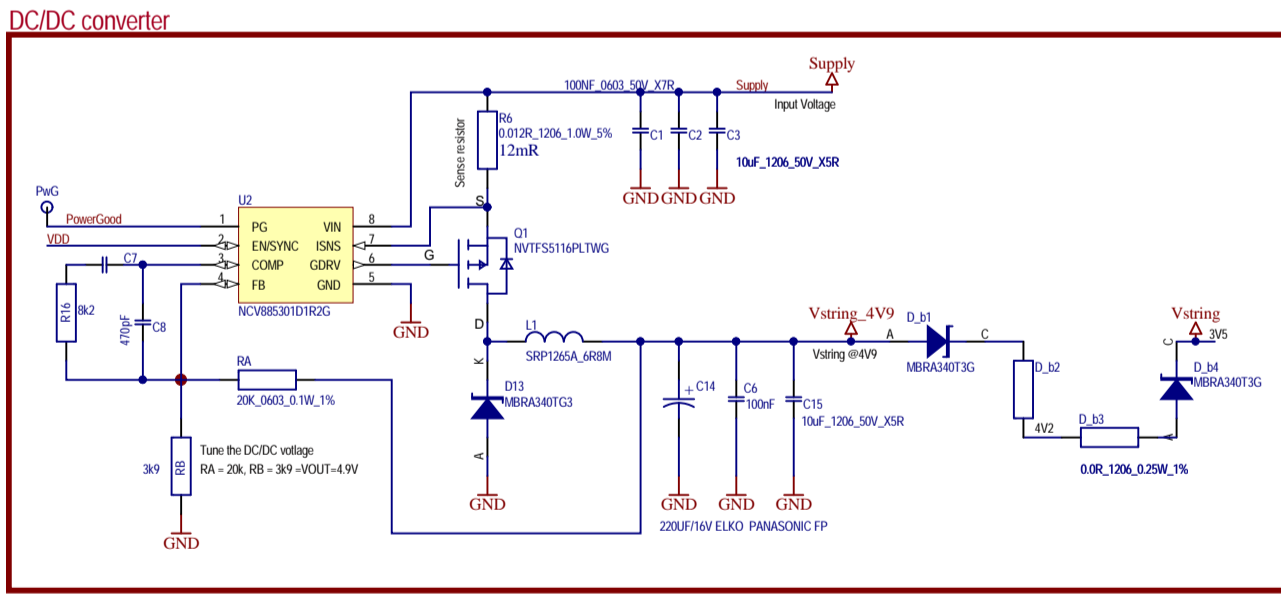 DC/DC converter
Supply
100NF_0603_50V_X7R
Supply
Input Voltage
Sense resistor
R6
0.012R_1206_1.0W_5%
12mR
C1
C2
C3
10uF_1206_50V_X5R
GND
GND
GND
PwG
PowerGood
VDD
U2
1
2
3
4
PG
EN/SYNC
COMP
FB
VIN
ISNS
GDRV
GND
8
7
6
5
NCV885301D1R2G
S
G
D
Q1
NVTFS5116PLTWG
GND
C7
R16
8k2
470pF
C8
RA
20K_0603_0.1W_1%
Tune the DC/DC votlage
RA = 20k, RB = 3k9 =VOUT=4.9V
3k9
RB
GND
L1
SRP1265A_6R8M
K
D13
MBRA340TG3
A
GND
Vstring_4V9
Vstring @4V9
+
C14
C6
100nF
C15
10uF_1206_50V_X5R
GND
GND
GND
220UF/16V ELKO PANASONIC FP
D_b1
A
C
MBRA340T3G
D_b2
4V2
D_b3
0.0R_1206_0.25W_1%
Vstring
3V5
C
D_b4
MBRA340T3G